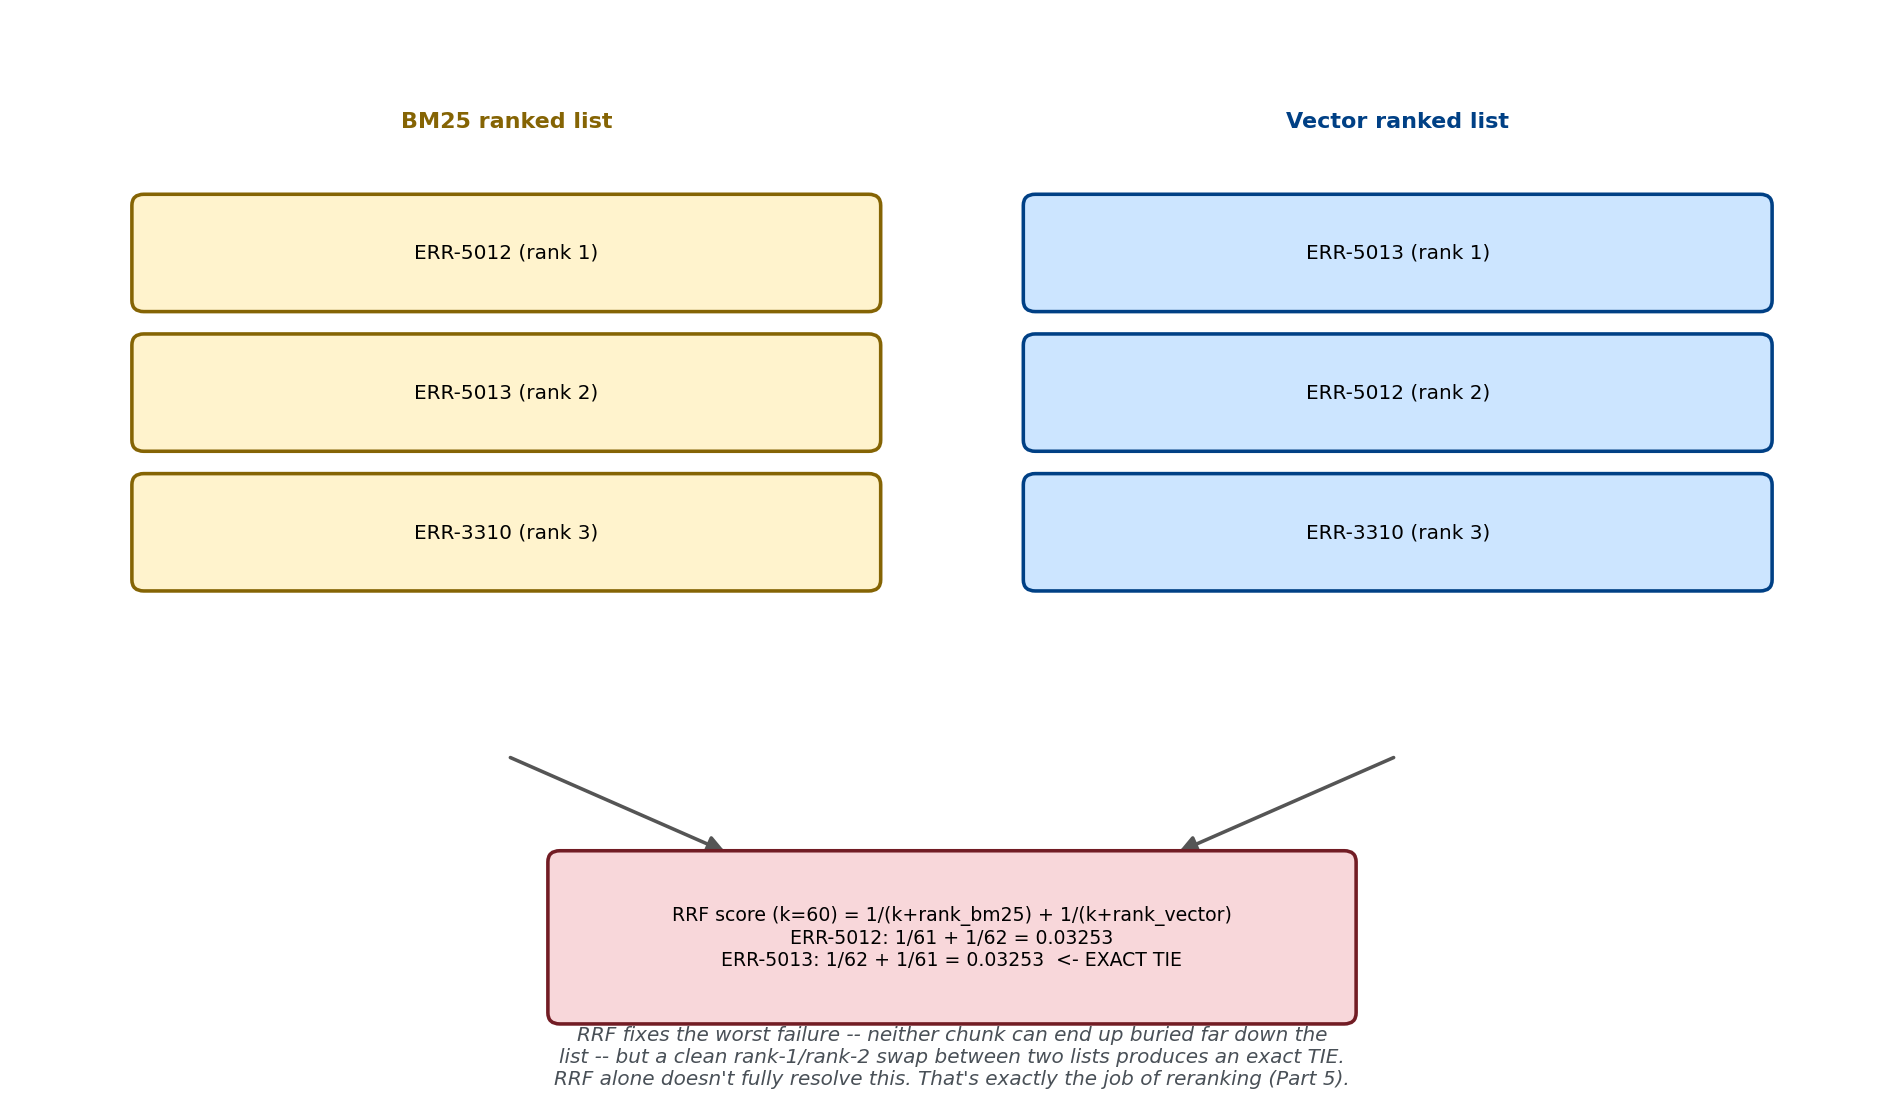 BM25 ranked list
Vector ranked list
ERR-5012 (rank 1)
ERR-5013 (rank 1)
ERR-5013 (rank 2)
ERR-5012 (rank 2)
ERR-3310 (rank 3)
ERR-3310 (rank 3)
RRF score (k=60) = 1/(k+rank_bm25) + 1/(k+rank_vector)
ERR-5012: 1/61 + 1/62 = 0.03253
ERR-5013: 1/62 + 1/61 = 0.03253  <- EXACT TIE
RRF fixes the worst failure -- neither chunk can end up buried far down the
list -- but a clean rank-1/rank-2 swap between two lists produces an exact TIE.
RRF alone doesn't fully resolve this. That's exactly the job of reranking (Part 5).